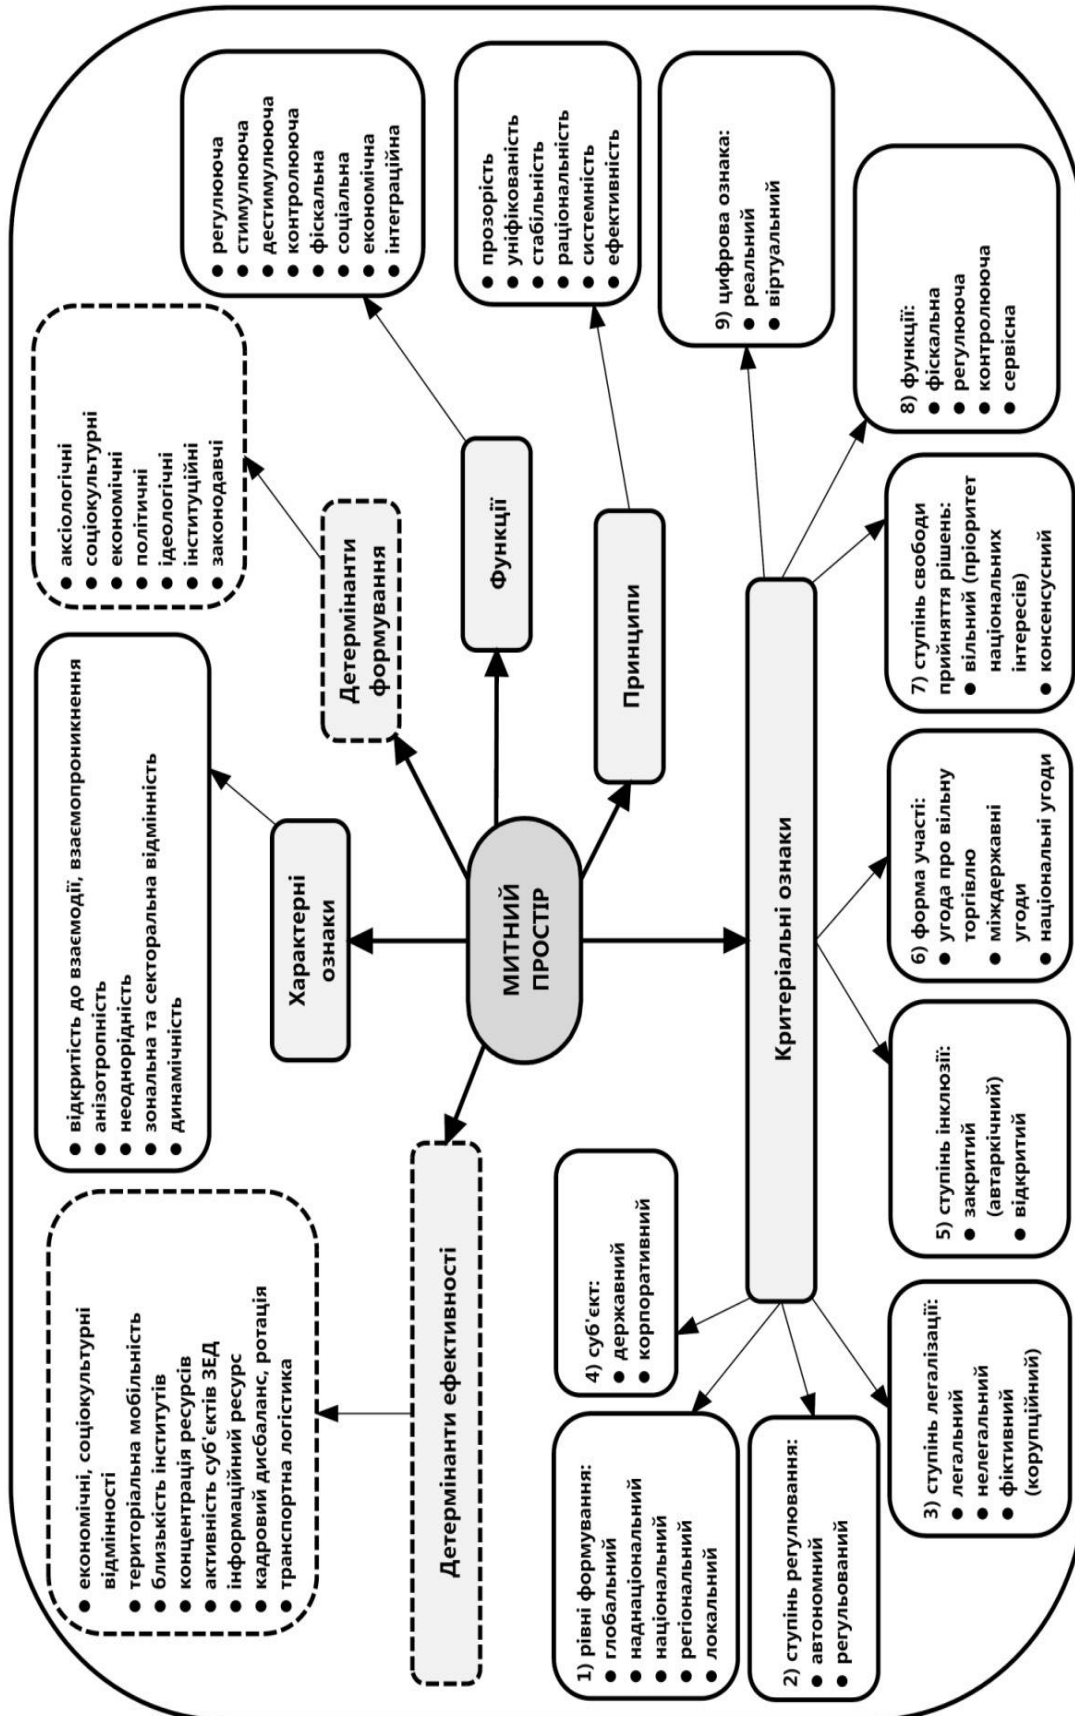 економічні, соціокультурні
відмінності
територіальна мобільність
близькість інститутів
концентрація ресурсів
активність суб'єктів ЗЕД
інформаційний ресурс
кадровий дисбаланс, ротація
транспортна логістика
відкритість до взаємодії, взаємопроникнення
анізотропність
неоднорідність
зональна та секторальна відмінність
динамічність
аксіологічні
соціокультурні
економічні
політичні
ідеологічні
інституційні
законодавчі
регулююча
стимулююча
дестимулююча
контролююча
фіскальна
соціальна
економічна
інтеграційна
Детермінанти ефективності
Характерні
ознаки
Детермінанти
формування
Функції
МИТНИЙ
ПРОСТІР
Принципи
прозорість
уніфікованість
стабільність
раціональність
системність
ефективність
Критеріальні ознаки
1) рівні формування:
глобальний
наднаціональний
національний
регіональний
локальний
2) ступінь регулювання:
автономний
регульований
3) ступінь легалізації:
легальний
нелегальний
фіктивний
(корупційний)
4) суб'єкт:
державний
корпоративний
5) ступінь інклюзії:
закритий
(автаркічний)
відкритий
6) форма участі:
угода про вільну
торгівлю
міждержавні
угоди
національні угоди
7) ступінь свободи
прийняття рішень:
вільний (пріоритет
національних
інтересів)
консенсусний
8) функції:
фіскальна
регулююча
контролююча
сервісна
9) цифрова ознака:
реальний
віртуальний